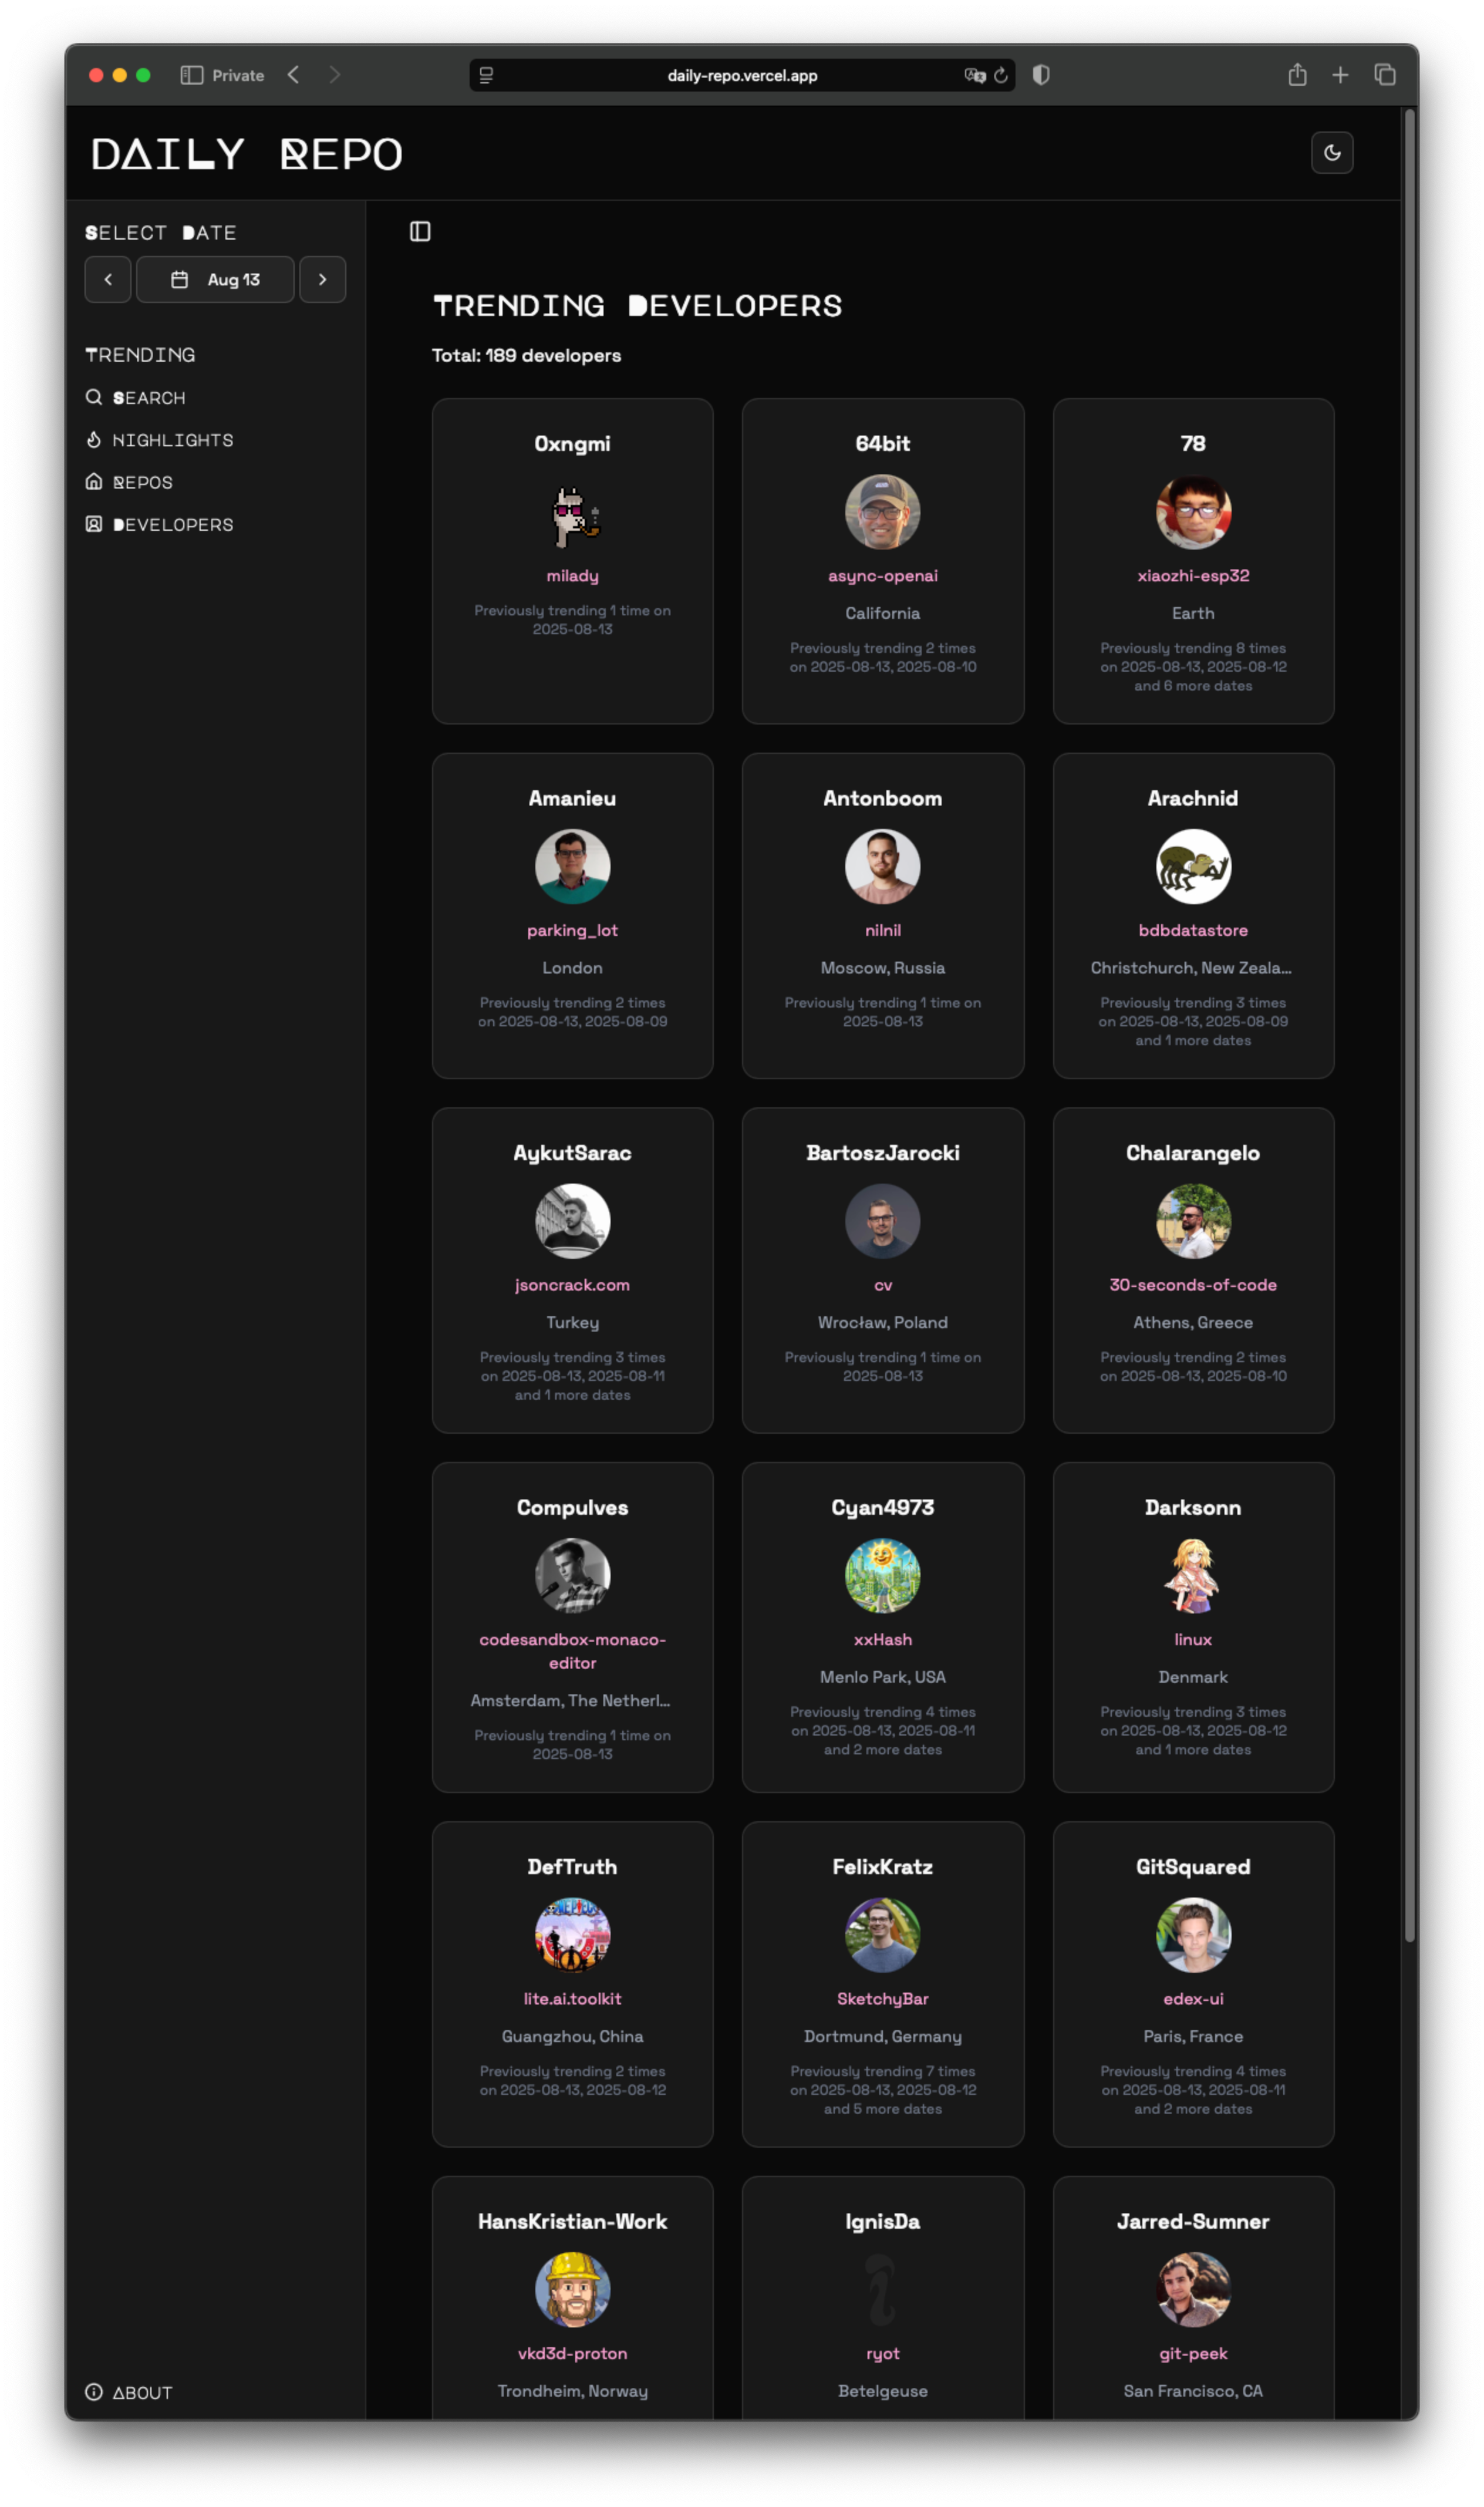 Private
daily-repo.vercel.app
DAILY REPO
SELECT DATE
Aug 13
TRENDING
SEARCH
HIGHLIGHTS
REPOS
DEVELOPERS
TRENDING DEVELOPERS
Total: 189 developers
0xngmi
milady
Previously trending 1 time on
2025-08-13
64bit
async-openai
California
Previously trending 2 times
on 2025-08-13, 2025-08-10
78
xiaozhi-esp32
Earth
Previously trending 8 times
on 2025-08-13, 2025-08-12
and 6 more dates
Amanieu
parking_lot
London
Previously trending 2 times
on 2025-08-13, 2025-08-09
Antonboom
nilnil
Moscow, Russia
Previously trending 1 time on
2025-08-13
Arachnid
bdbdatastore
Christchurch, New Zeala...
Previously trending 3 times
on 2025-08-13, 2025-08-09
and 1 more dates
AykutSarac
jsoncrack.com
Turkey
Previously trending 3 times
on 2025-08-13, 2025-08-11
and 1 more dates
BartoszJarocki
cv
Wrocław, Poland
Previously trending 1 time on
2025-08-13
Chalarangelo
30-seconds-of-code
Athens, Greece
Previously trending 2 times
on 2025-08-13, 2025-08-10
Compulves
codesandbox-monaco-
editor
Amsterdam, The Netherl...
Previously trending 1 time on
2025-08-13
Cyan4973
xxHash
Menlo Park, USA
Previously trending 4 times
on 2025-08-13, 2025-08-11
and 2 more dates
Darksonn
linux
Denmark
Previously trending 3 times
on 2025-08-13, 2025-08-12
and 1 more dates
DefTruth
lite.ai.toolkit
Guangzhou, China
Previously trending 2 times
on 2025-08-13, 2025-08-12
FelixKratz
SketchyBar
Dortmund, Germany
Previously trending 7 times
on 2025-08-13, 2025-08-12
and 5 more dates
GitSquared
edex-ui
Paris, France
Previously trending 4 times
on 2025-08-13, 2025-08-11
and 2 more dates
HansKristian-Work
vkd3d-proton
Trondheim, Norway
IgnisDa
ryot
Betelgeuse
Jarred-Sumner
git-peek
San Francisco, CA
ABOUT